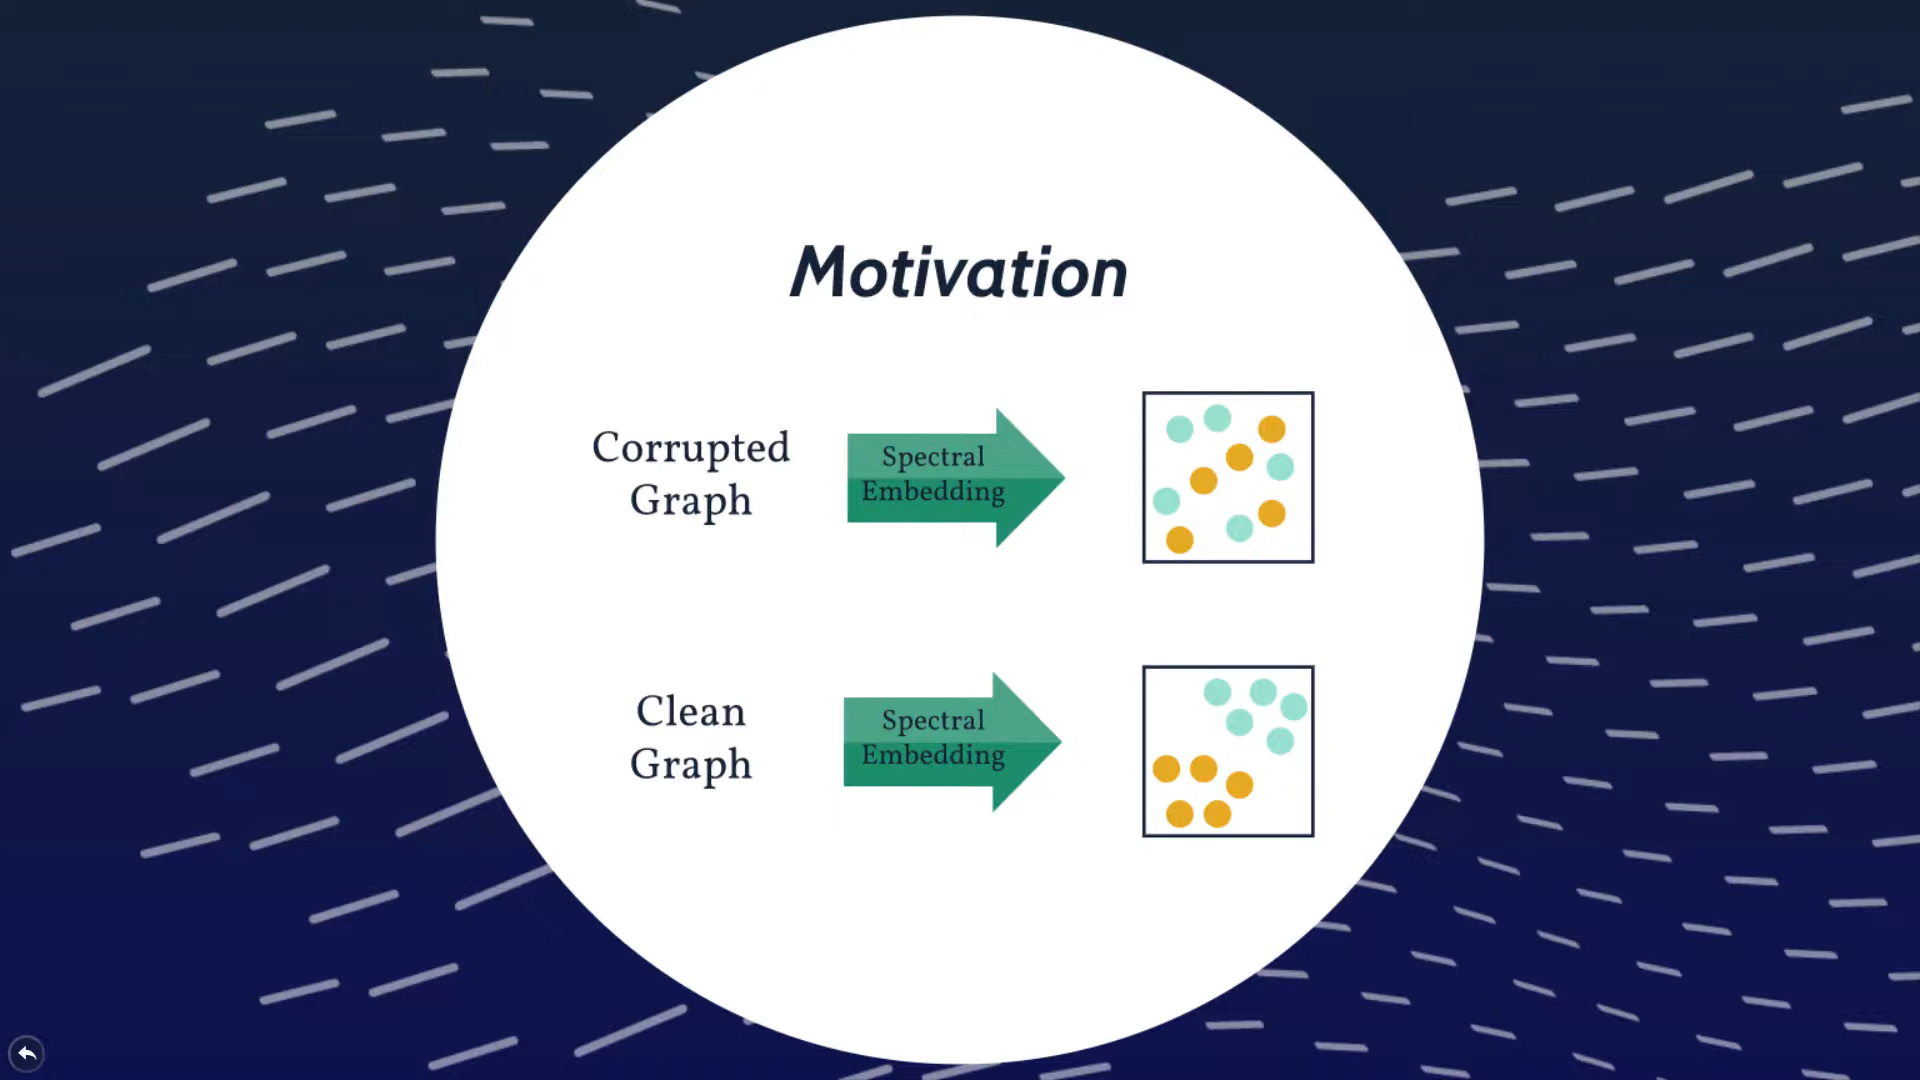 Motivation
Corrupted
Graph
Spectral
Embedding
Clean
Graph
Spectral
Embedding